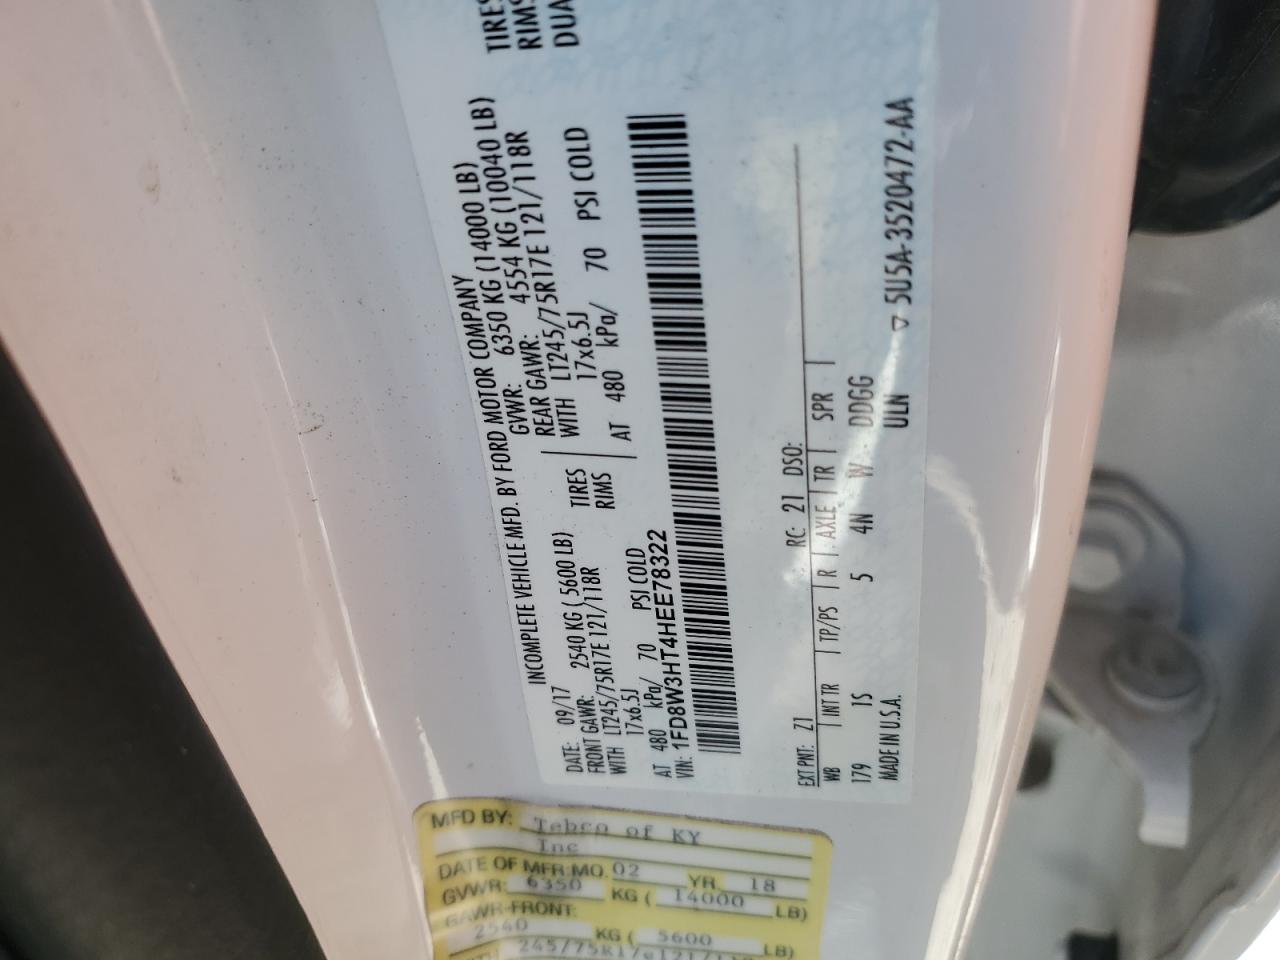 INCOMPLETE VEHICLE MFD. BY FORD MOTOR COMPANY
DATE: 09/17 GVWR: 6350 KG (14000 LB)
FRONT GAWR: 2540 KG (5600 LB) REAR GAWR: 4554 KG (10040 LB)
WITH LT245/75R17E 121/118R TIRES WITH LT245/75R17E 121/118R TIRES
17x6.5J RIMS 17x6.5J RIMS
AT 480 kPa/ 70 PSI COLD AT 480 kPa/ 70 PSI COLD DUA
VIN: 1FD8W3HT4HEE78322
EXT PNT: Z1 RC: 21 DSO:
WB INT TR TP/PS R AXLE TR SPR
179 1S 5 4N W DDGG
MADE IN U.S.A. ULN ▽ 5U5A-3520472-AA
MFD BY: Tebco of KY
Inc
DATE OF MFR:MO. 02 YR 18
GVWR: 6350 KG ( 14000 LB)
GAWR-FRONT:
2540 KG ( 5600 LB)